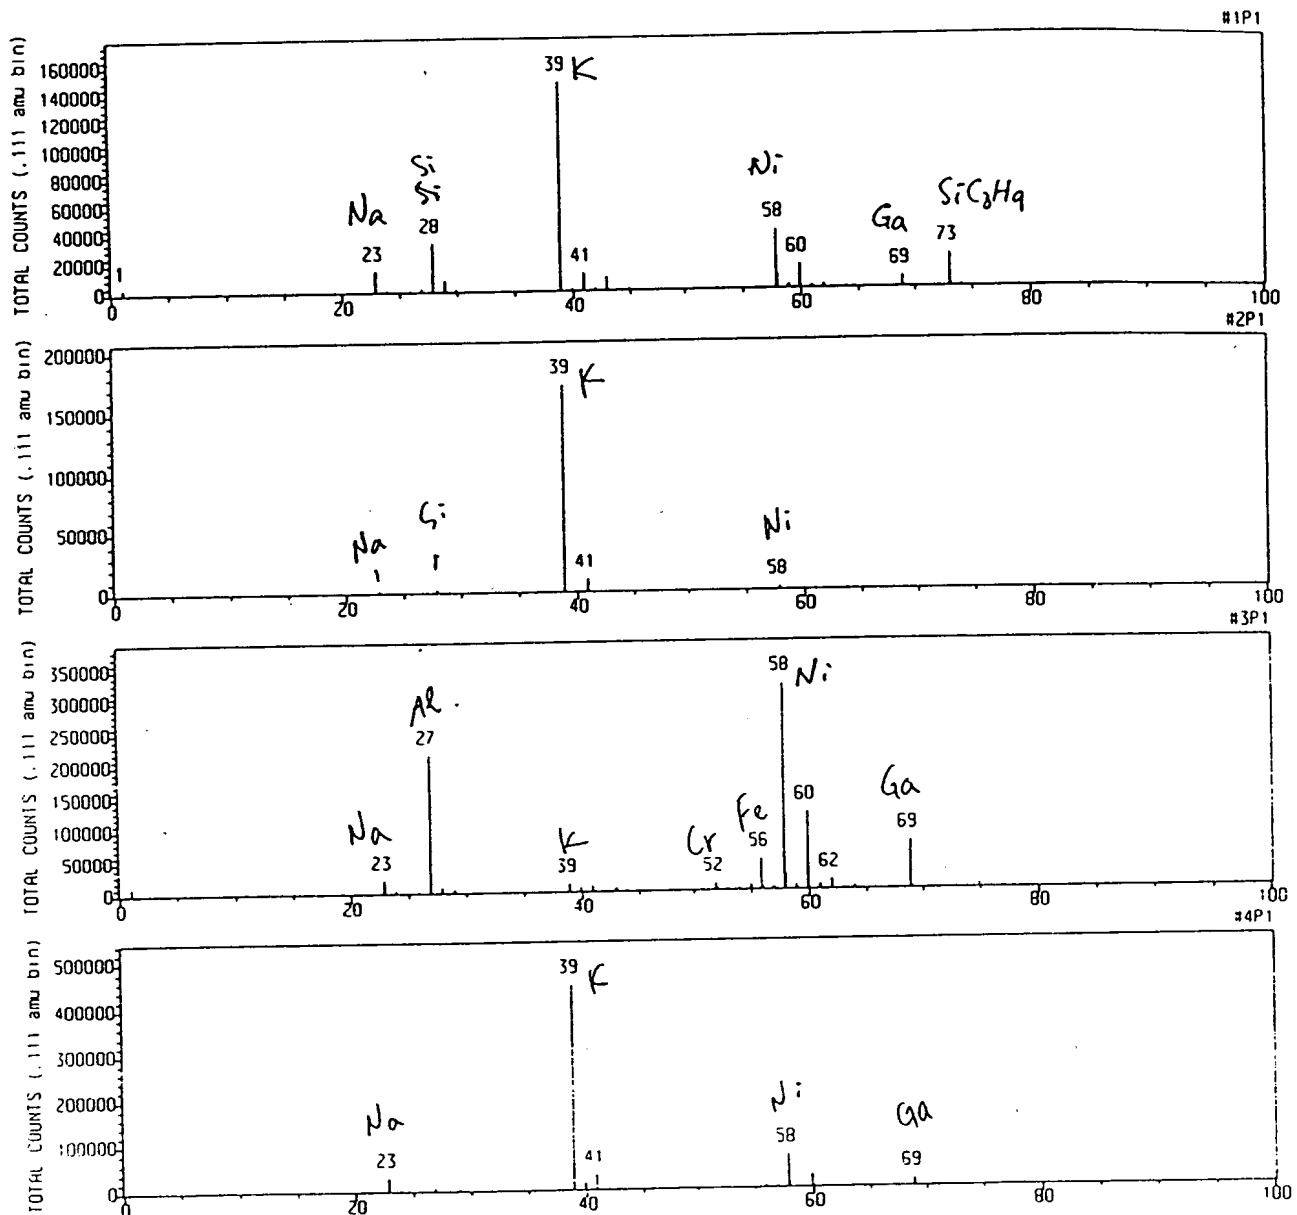 #1P1
TOTAL COUNTS (.111 amu bin)
160000
140000
120000
100000
80000
60000
40000
20000
0
39 K
Si
Si
28
Na
23
1
41
Ni
58
60
Ga
69
SiC3H9
73
0 20 40 60 80 100
#2P1
TOTAL COUNTS (.111 amu bin)
200000
150000
100000
50000
0
39 K
Na
Si
41
Ni
58
0 20 40 60 80 100
#3P1
TOTAL COUNTS (.111 amu bin)
350000
300000
250000
200000
150000
100000
50000
0
Al
27
Na
23
K
39
Cr
52
Fe
56
58 Ni
60
62
Ga
69
0 20 40 60 80 100
#4P1
TOTAL COUNTS (.111 amu bin)
500000
400000
300000
200000
100000
0
39 K
Na
23
41
Ni
58
Ga
69
0 20 40 60 80 100